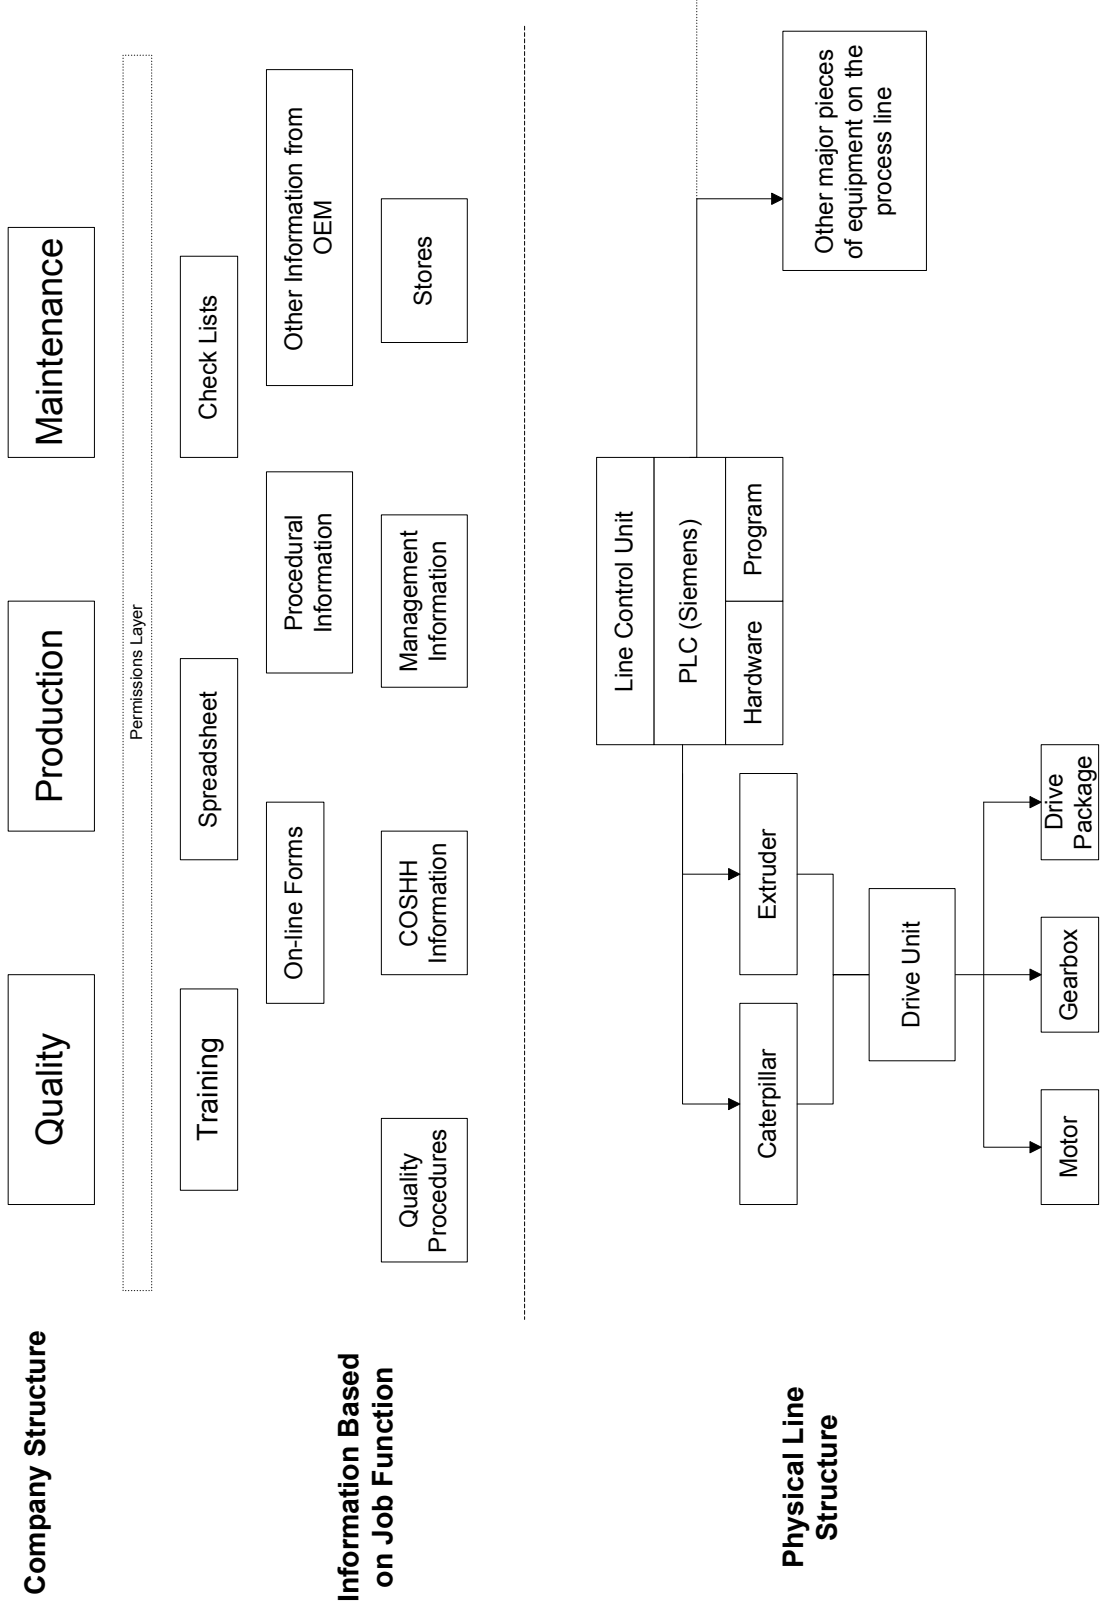 Company Structure
Quality
Production
Maintenance
Permissions Layer
Information Based
on Job Function
Training
Spreadsheet
Check Lists
On-line Forms
Procedural
Information
Other Information from
OEM
Quality
Procedures
COSHH
Information
Management
Information
Stores
Physical Line
Structure
Line Control Unit
PLC (Siemens)
Hardware
Program
Caterpillar
Extruder
Other major pieces
of equipment on the
process line
Drive Unit
Motor
Gearbox
Drive
Package